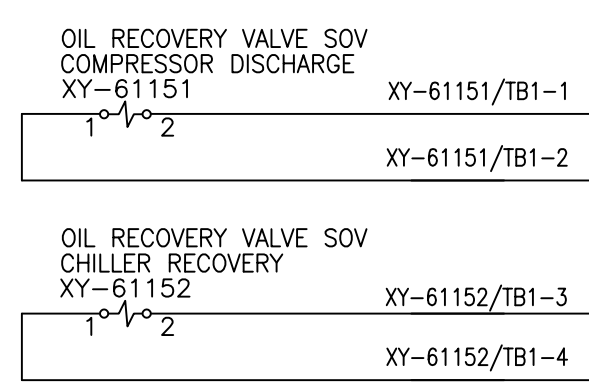 OIL RECOVERY VALVE SOV
COMPRESSOR DISCHARGE
XY-61151
XY-61151/TB1-1
1 2
XY-61151/TB1-2
OIL RECOVERY VALVE SOV
CHILLER RECOVERY
XY-61152
XY-61152/TB1-3
1 2
XY-61152/TB1-4